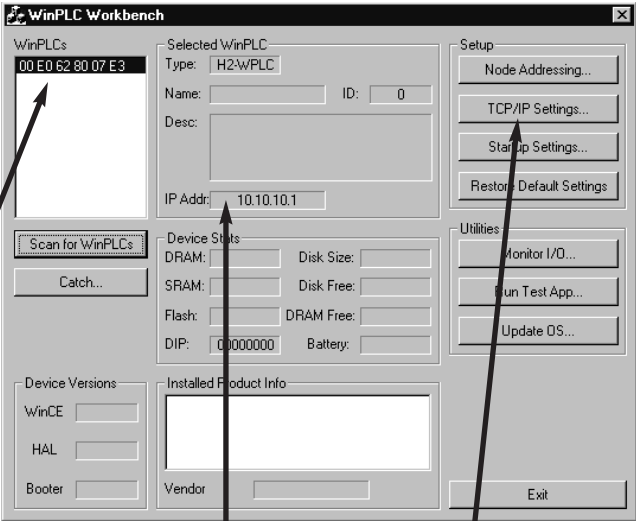 WinPLC Workbench
WinPLCs
00 E0 62 80 07 E3
Scan for WinPLCs
Catch...
Selected WinPLC
Type: H2-WPLC
Name: ID: 0
Desc:
IP Addr: 10.10.10.1
Device Stats
DRAM: Disk Size:
SRAM: Disk Free:
Flash: DRAM Free:
DIP: 00000000 Battery:
Device Versions
WinCE
HAL
Booter
Installed Product Info
Vendor
Setup
Node Addressing...
TCP/IP Settings...
Startup Settings...
Restore Default Settings
Utilities
Monitor I/O...
Run Test App...
Update OS...
Exit